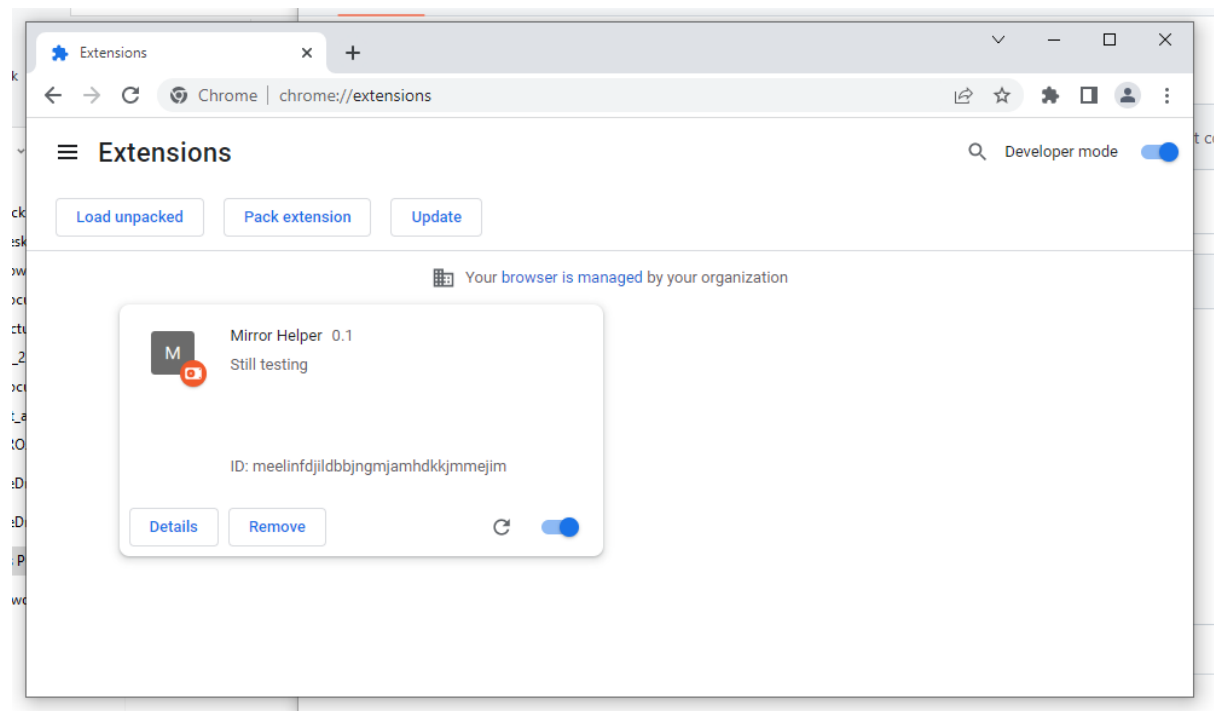 Extensions
Chrome | chrome://extensions
Extensions
Developer mode
Load unpacked
Pack extension
Update
Your browser is managed by your organization
M
Mirror Helper 0.1
Still testing
ID: meelinfdjildbbjngmjamhdkkjmmejim
Details
Remove